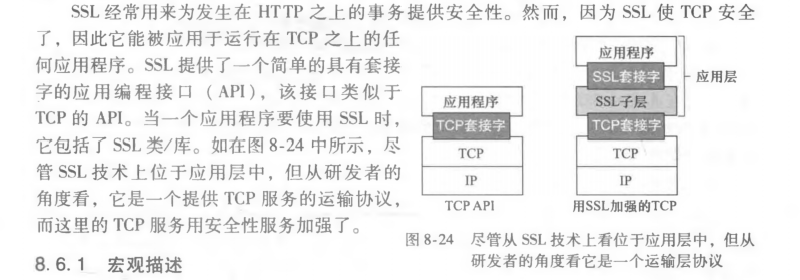 SSL 经常用来为发生在 HTTP 之上的事务提供安全性。然而，因为 SSL 使 TCP 安全
了，因此它能被应用于运行在 TCP 之上的任
何应用程序。SSL 提供了一个简单的具有套接
字的应用编程接口（API），该接口类似于
TCP 的 API。当一个应用程序要使用 SSL 时，
它包括了 SSL 类/库。如在图 8-24 中所示，尽
管 SSL 技术上位于应用层中，但从研发者的
角度看，它是一个提供 TCP 服务的运输协议，
而这里的 TCP 服务用安全性服务加强了。
应用程序
TCP套接字
TCP
IP
TCP API
应用程序
SSL套接字
SSL子层
TCP套接字
TCP
IP
用SSL加强的TCP
应用层
图 8-24 尽管从 SSL 技术上看位于应用层中，但从
研发者的角度看它是一个运输层协议
8.6.1 宏观描述